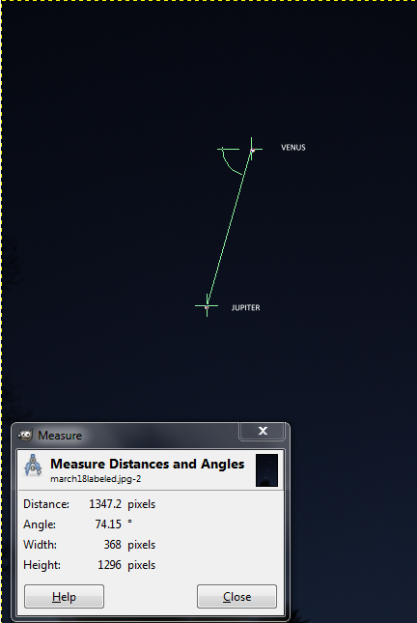 VENUS
JUPITER
Measure
X
Measure Distances and Angles
march18labeled.jpg-2
Distance: 1347.2 pixels
Angle: 74.15 °
Width: 368 pixels
Height: 1296 pixels
Help Close